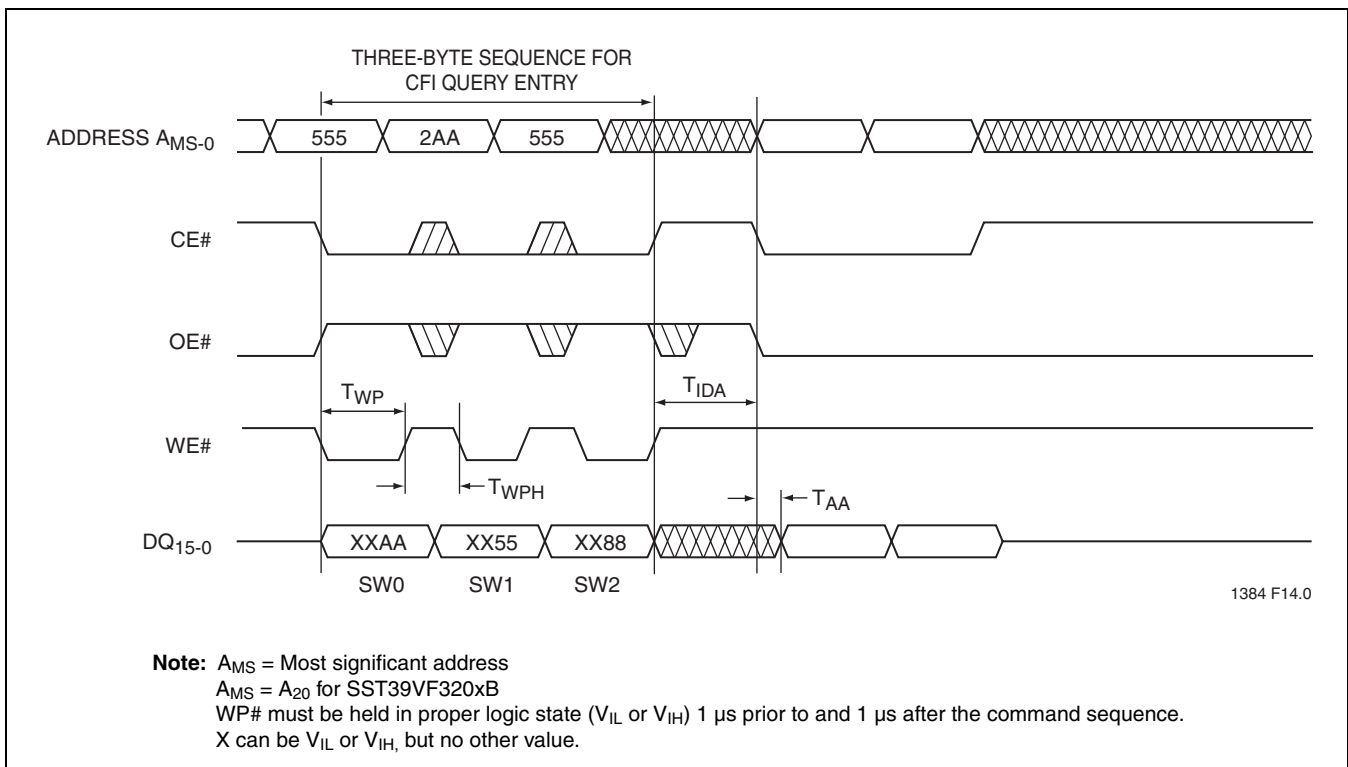 THREE-BYTE SEQUENCE FOR
CFI QUERY ENTRY
ADDRESS AMS-0
555
2AA
555
CE#
OE#
TWP
TIDA
WE#
TWPH
TAA
DQ15-0
XXAA
XX55
XX88
SW0
SW1
SW2
1384 F14.0
Note: AMS = Most significant address
AMS = A20 for SST39VF320xB
WP# must be held in proper logic state (VIL or VIH) 1 µs prior to and 1 µs after the command sequence.
X can be VIL or VIH, but no other value.